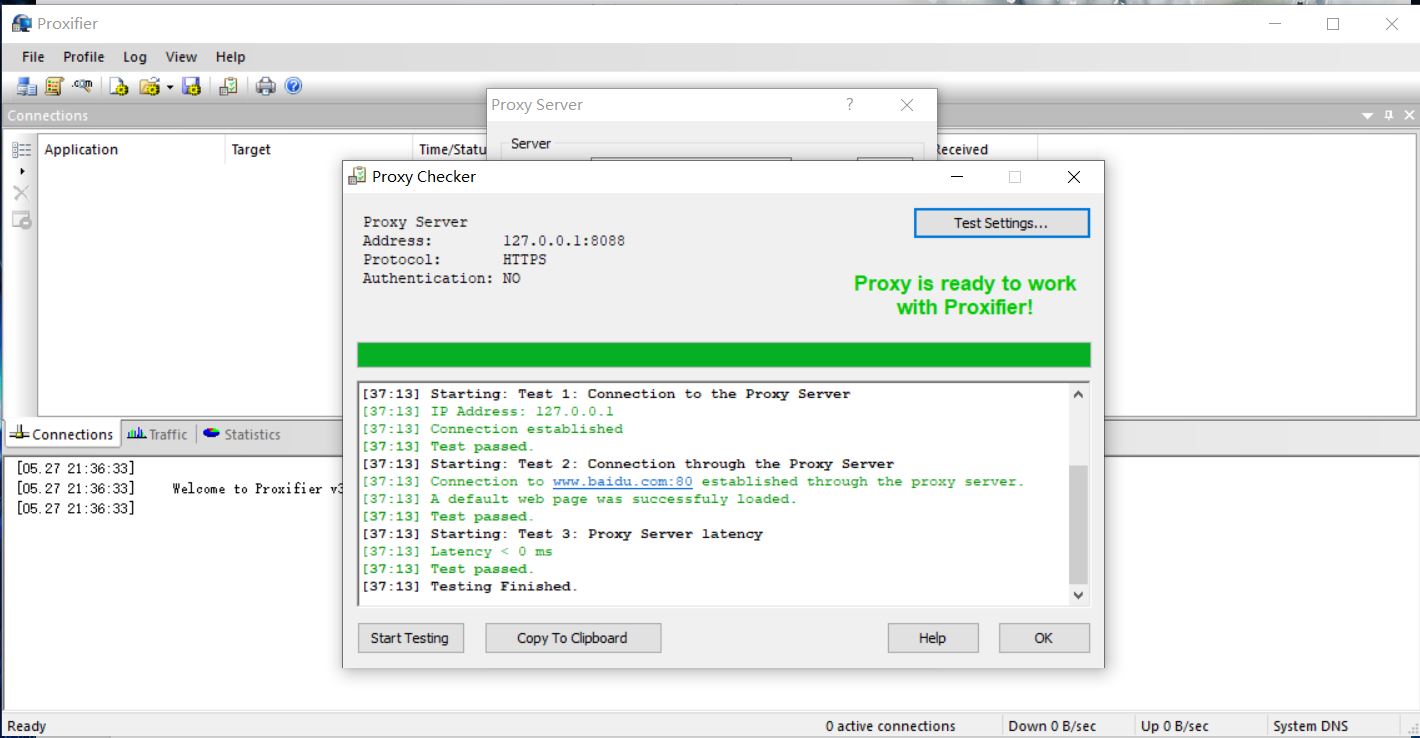 Proxifier
File Profile Log View Help
Connections
Proxy Server ?
Server
Application Target Time/Statu Received
Proxy Checker
Proxy Server
Address: 127.0.0.1:8088
Protocol: HTTPS
Authentication: NO
Test Settings...
Proxy is ready to work
with Proxifier!
[37:13] Starting: Test 1: Connection to the Proxy Server
[37:13] IP Address: 127.0.0.1
[37:13] Connection established
[37:13] Test passed.
[37:13] Starting: Test 2: Connection through the Proxy Server
[37:13] Connection to www.baidu.com:80 established through the proxy server.
[37:13] A default web page was successfuly loaded.
[37:13] Test passed.
[37:13] Starting: Test 3: Proxy Server latency
[37:13] Latency < 0 ms
[37:13] Test passed.
[37:13] Testing Finished.
Start Testing Copy To Clipboard Help OK
Connections Traffic Statistics
[05.27 21:36:33]
[05.27 21:36:33] Welcome to Proxifier v3
[05.27 21:36:33]
Ready 0 active connections Down 0 B/sec Up 0 B/sec System DNS